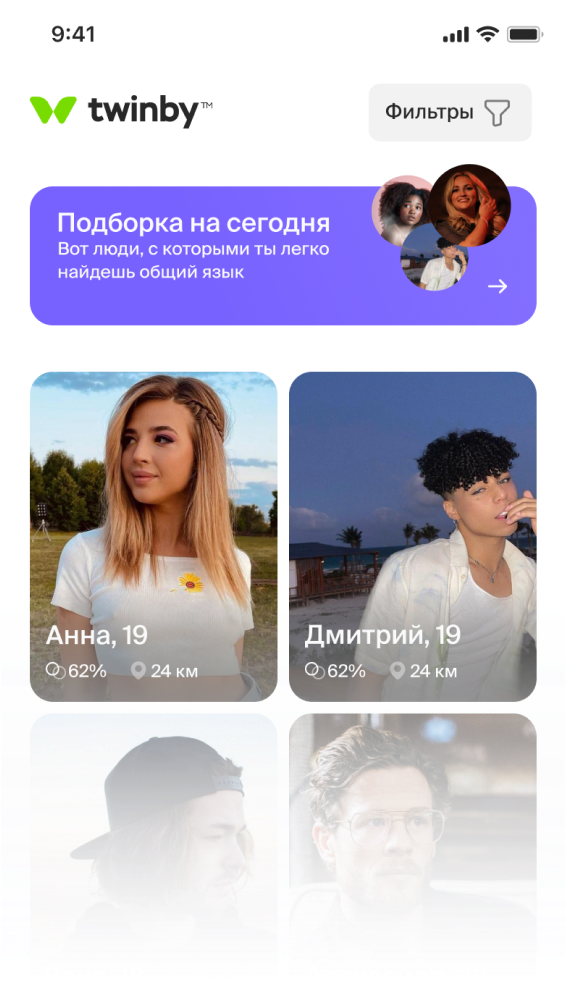 9:41
twinby™
Фильтры
Подборка на сегодня
Вот люди, с которыми ты легко
найдешь общий язык
Анна, 19
62% 24 км
Дмитрий, 19
62% 24 км